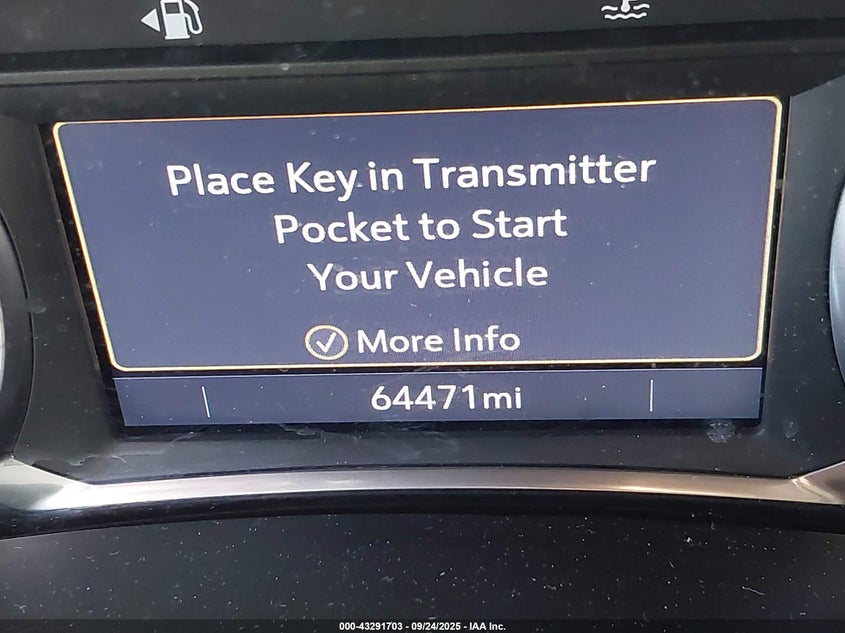 Place Key in Transmitter
Pocket to Start
Your Vehicle
More Info
64471mi
000-43291703 - 09/24/2025 - IAA Inc.